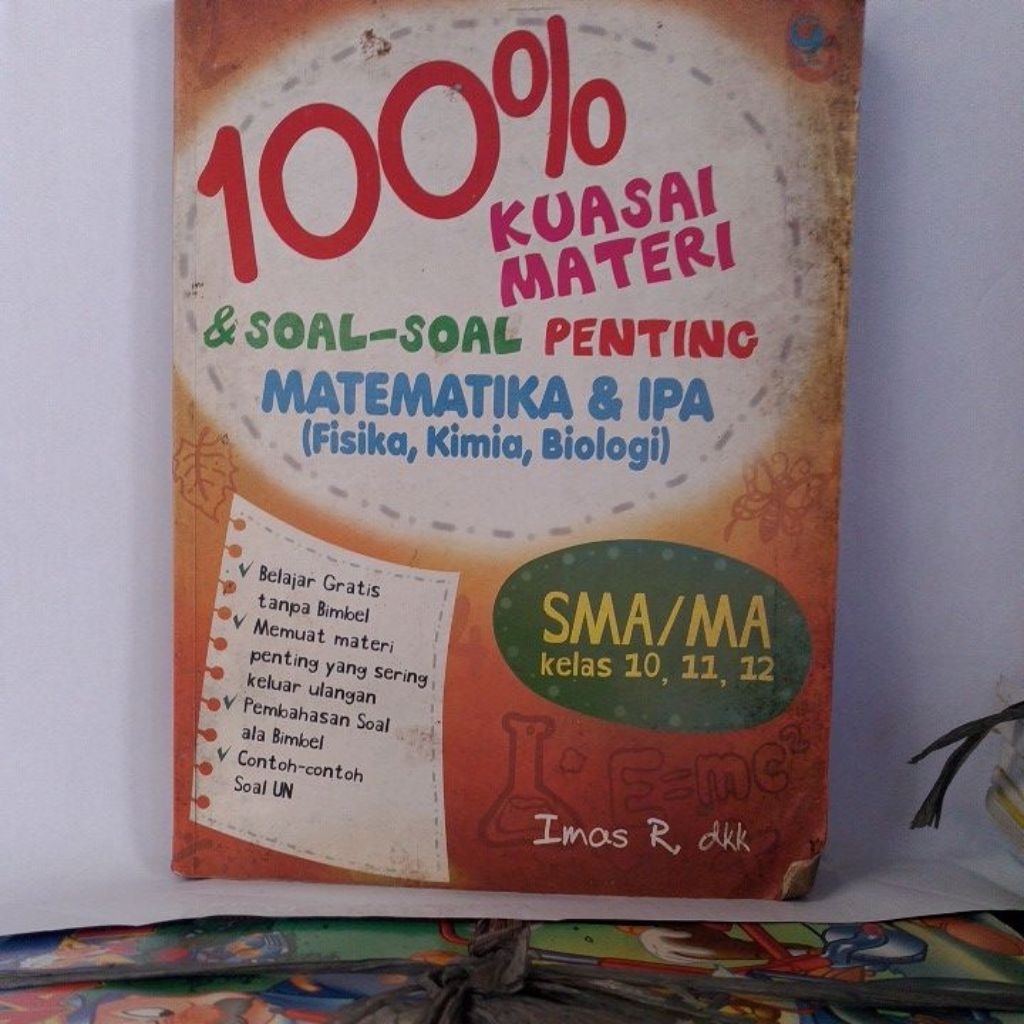 100%
KUASAI
MATERI
& SOAL-SOAL PENTING
MATEMATIKA & IPA
(Fisika, Kimia, Biologi)
✓ Belajar Gratis
tanpa Bimbel
✓ Memuat materi
penting yang sering
keluar ulangan
✓ Pembahasan Soal
ala Bimbel
✓ Contoh-contoh
Soal UN
SMA/MA
kelas 10, 11, 12
E=mc²
Imas R, dkk